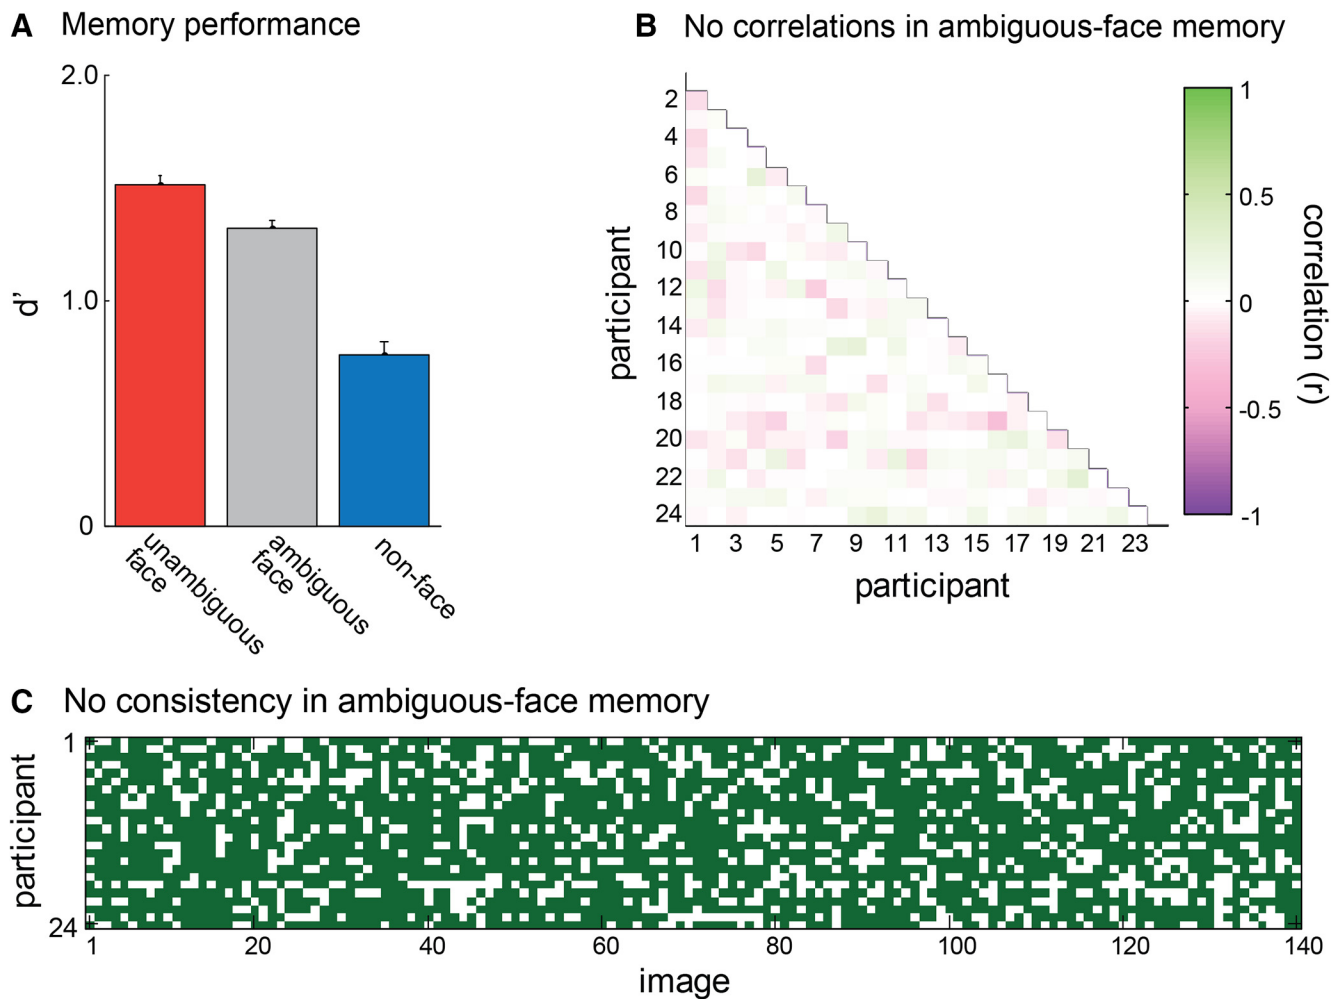 A Memory performance
2.0
1.0
0
d’
unambiguous
face
ambiguous
face
non-face
B No correlations in ambiguous-face memory
participant
2
4
6
8
10
12
14
16
18
20
22
24
1 3 5 7 9 11 13 15 17 19 21 23
participant
1
0.5
0
-0.5
-1
correlation (r)
C No consistency in ambiguous-face memory
participant
1
24
1 20 40 60 80 100 120 140
image